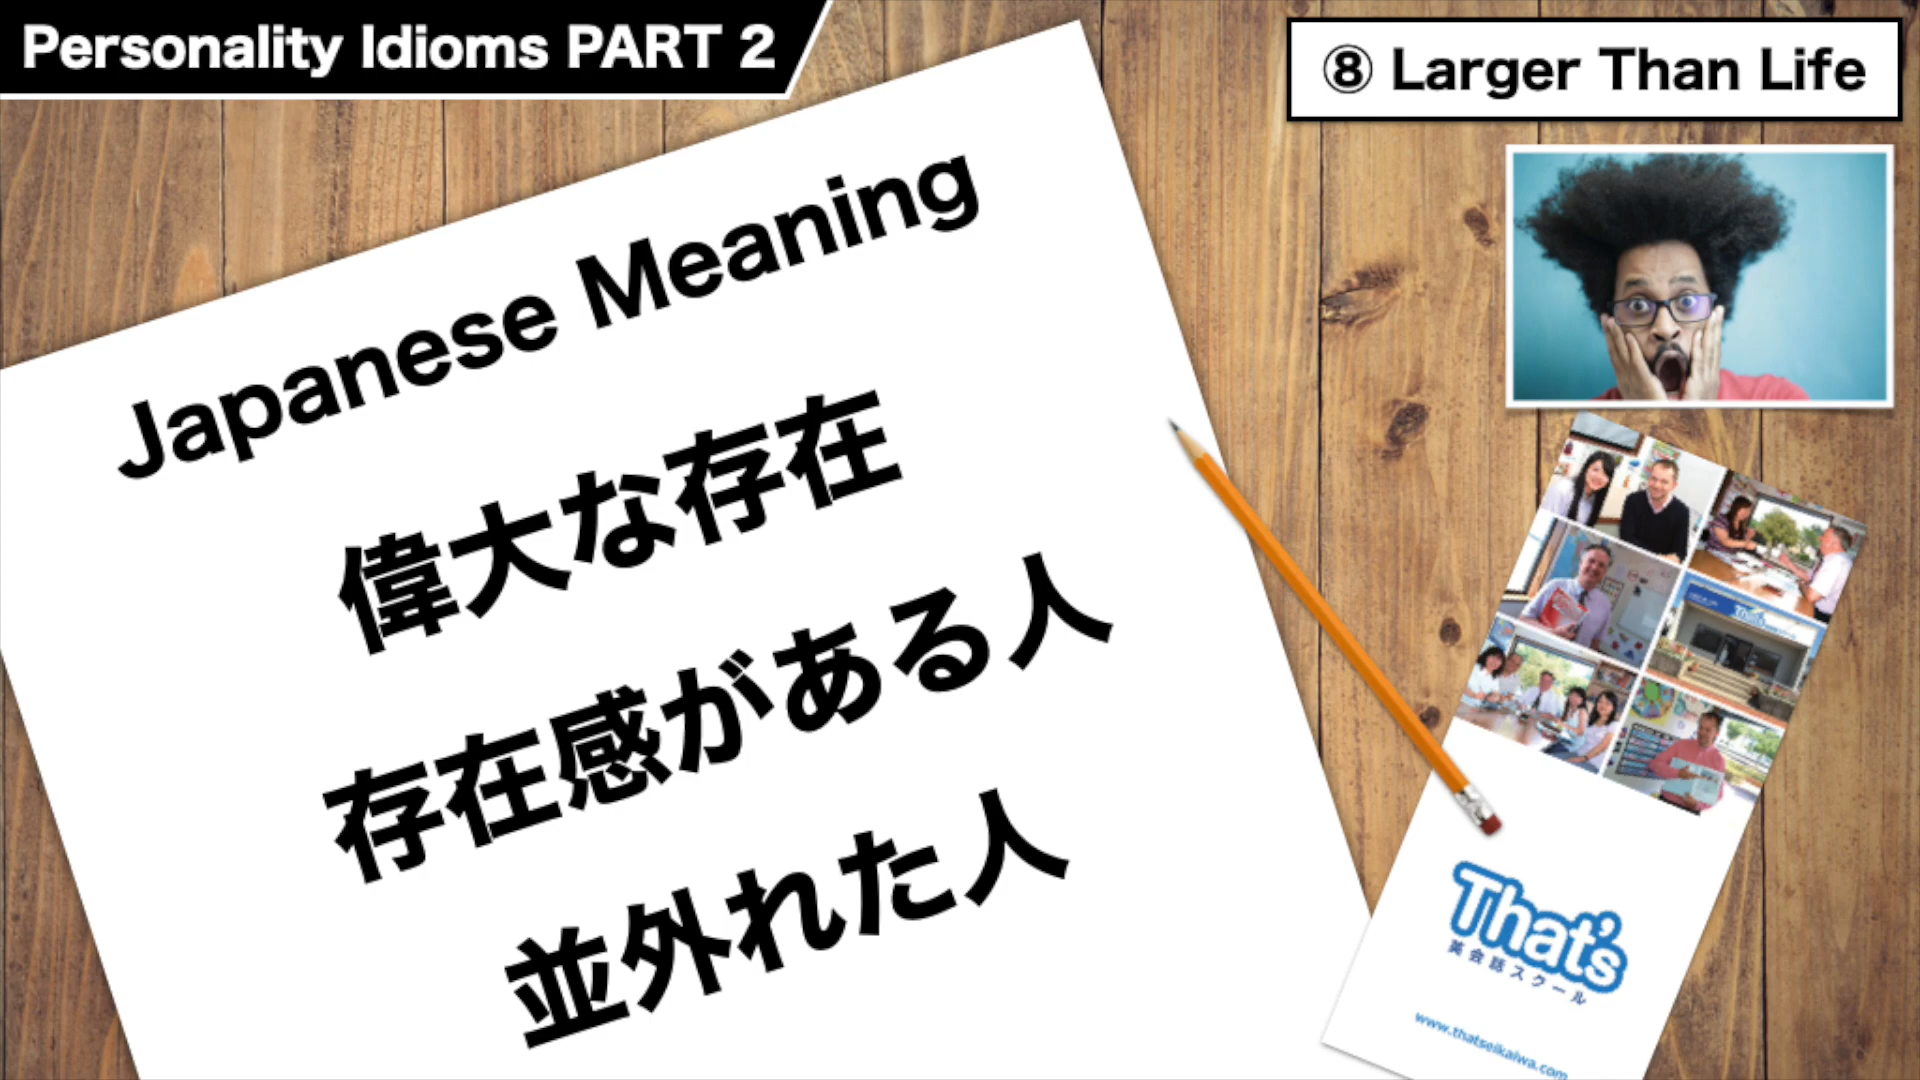 Personality Idioms PART 2
⑧ Larger Than Life
Japanese Meaning
偉大な存在
存在感がある人
並外れた人
That's
英会話スクール
www.thatseikaiwa.com